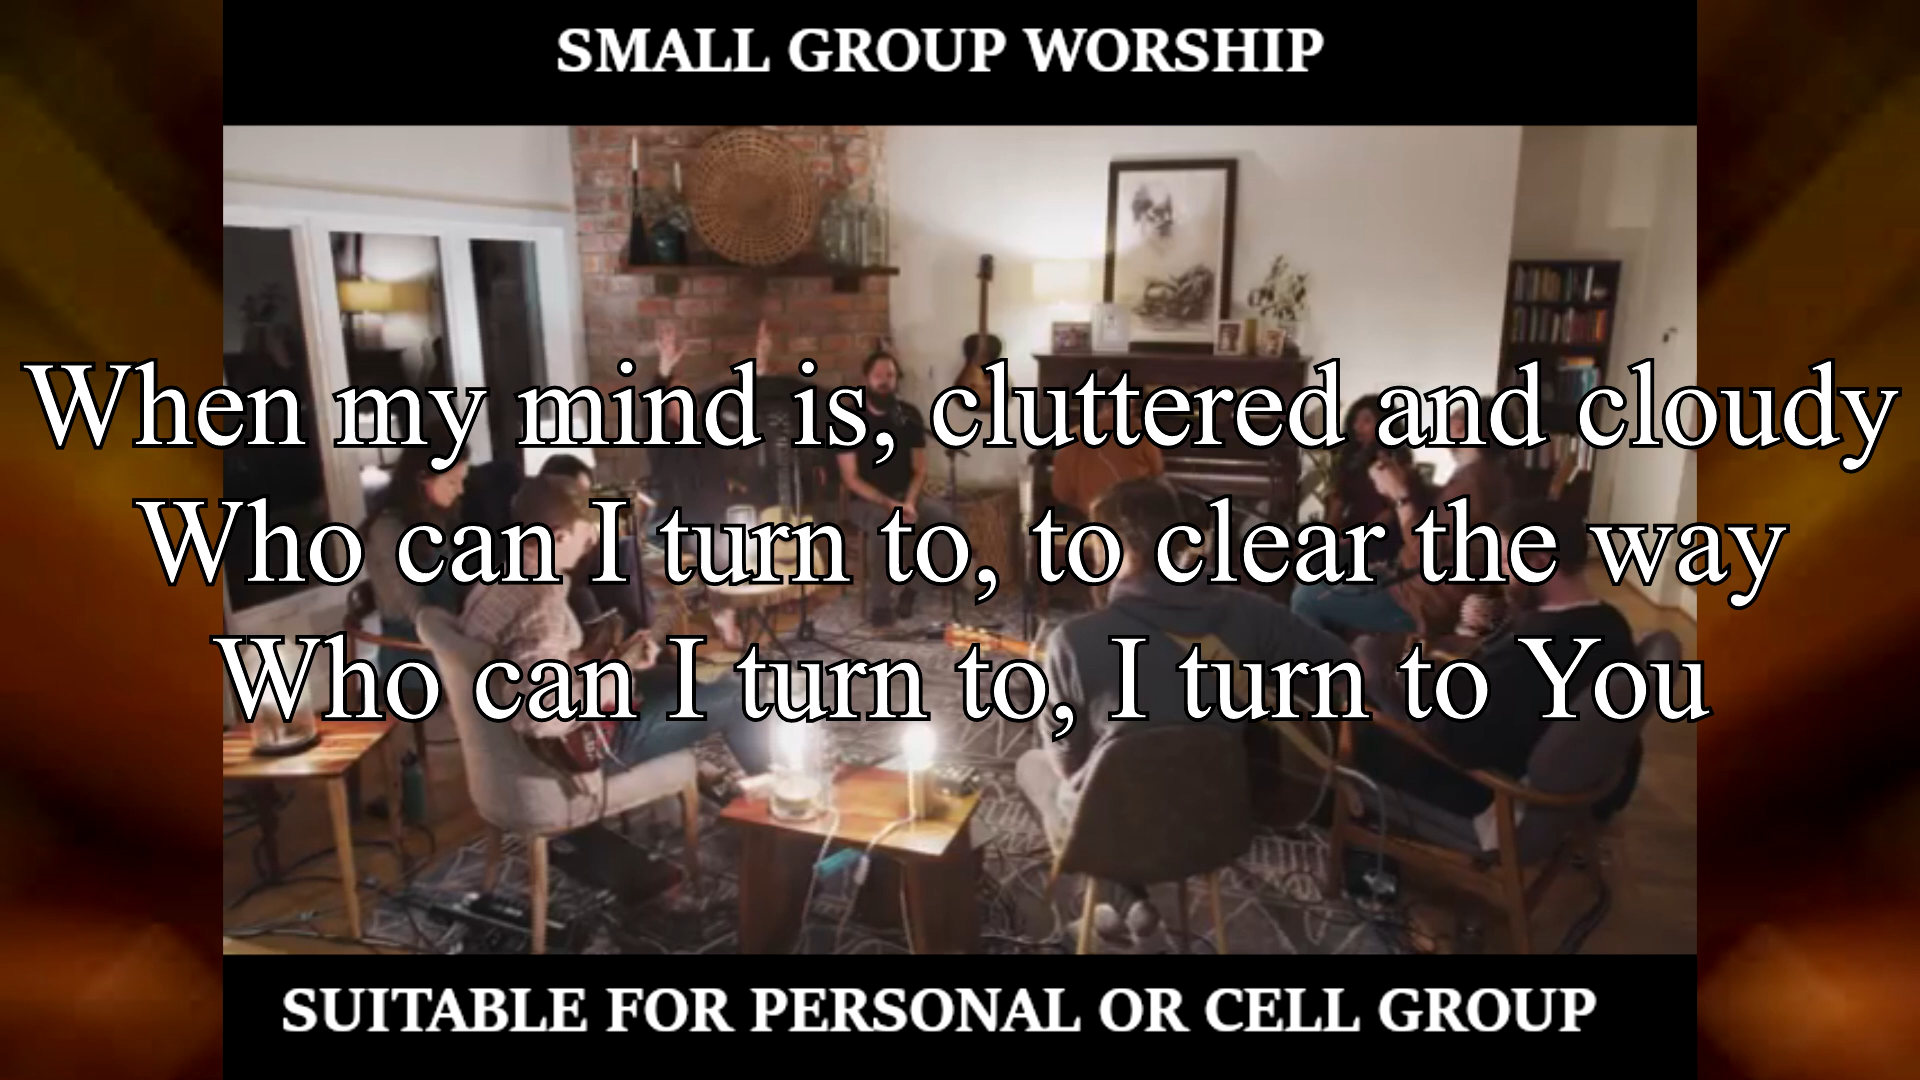 SMALL GROUP WORSHIP
When my mind is, cluttered and cloudy
Who can I turn to, to clear the way
Who can I turn to, I turn to You
SUITABLE FOR PERSONAL OR CELL GROUP